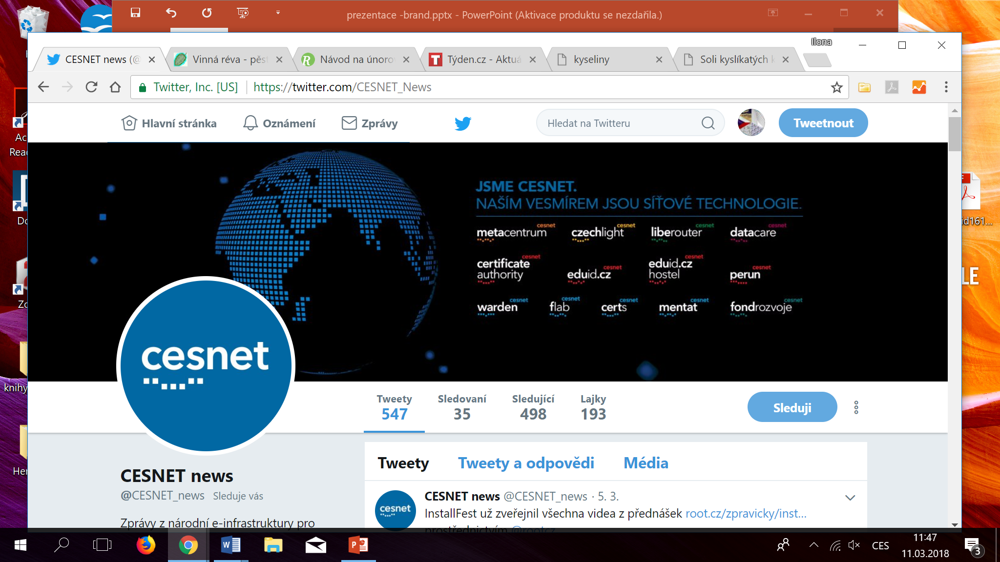 prezentace -brand.pptx - PowerPoint (Aktivace produktu se nezdařila.)
Ilona
CESNET news (@
Vinná réva - pěst
Návod na únoro
Týden.cz - Aktuá
kyseliny
Soli kyslíkatých k
Twitter, Inc. [US]
https://twitter.com/CESNET_News
Hlavní stránka
Oznámení
Zprávy
Hledat na Twitteru
Tweetnout
JSME CESNET.
NAŠÍM VESMÍREM JSOU SÍŤOVÉ TECHNOLOGIE.
metacentrum cesnet
czechlight cesnet
liberouter cesnet
datacare cesnet
certificate authority cesnet
eduid.cz cesnet
eduid.cz hostel cesnet
perun cesnet
warden cesnet
flab cesnet
certs cesnet
mentat cesnet
fondrozvoje cesnet
cesnet
Tweety
547
Sledovaní
35
Sledující
498
Lajky
193
Sleduji
CESNET news
@CESNET_news Sleduje vás
Zprávy z národní e-infrastruktury pro
Tweety
Tweety a odpovědi
Média
cesnet
CESNET news @CESNET_news · 5. 3.
InstallFest už zveřejnil všechna videa z přednášek root.cz/zpravicky/inst…
prostřednictvím @rootcz
Ac
Read
Do
Zo
knihy
Her
id161...
LE
CES
11:47
11.03.2018
3